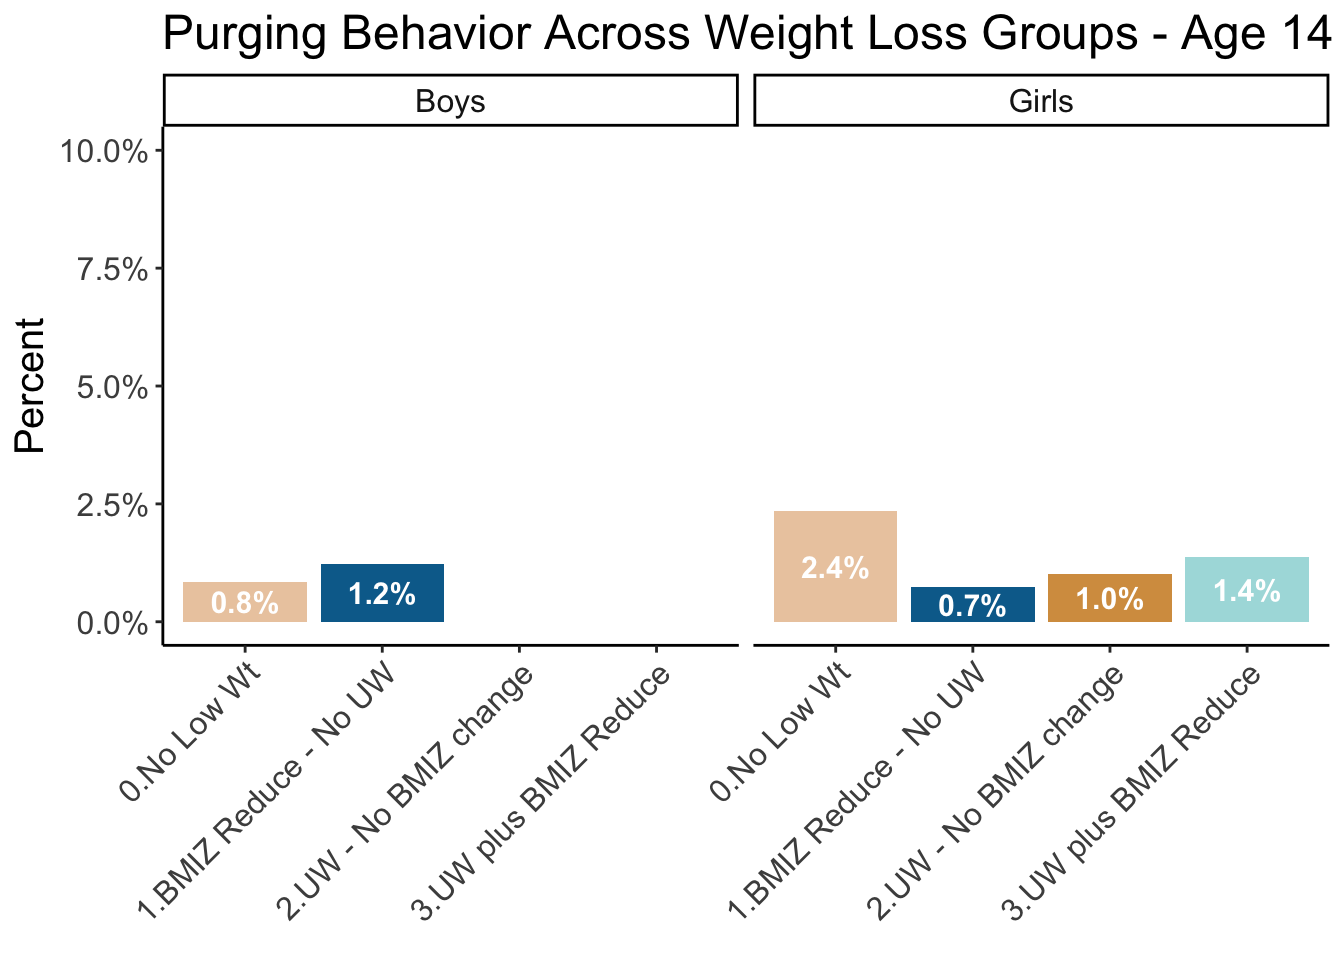 Purging Behavior Across Weight Loss Groups - Age 14
Boys
Girls
Percent
10.0%
7.5%
5.0%
2.5%
0.0%
0.8%
1.2%
2.4%
0.7%
1.0%
1.4%
0.No Low Wt
1.BMIZ Reduce - No UW
2.UW - No BMIZ change
3.UW plus BMIZ Reduce
0.No Low Wt
1.BMIZ Reduce - No UW
2.UW - No BMIZ change
3.UW plus BMIZ Reduce